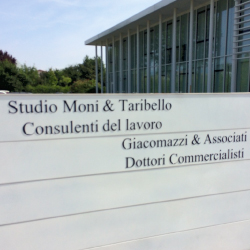 Studio Moni & Taribello
Consulenti del lavoro
Giacomazzi & Associati
Dottori Commercialisti